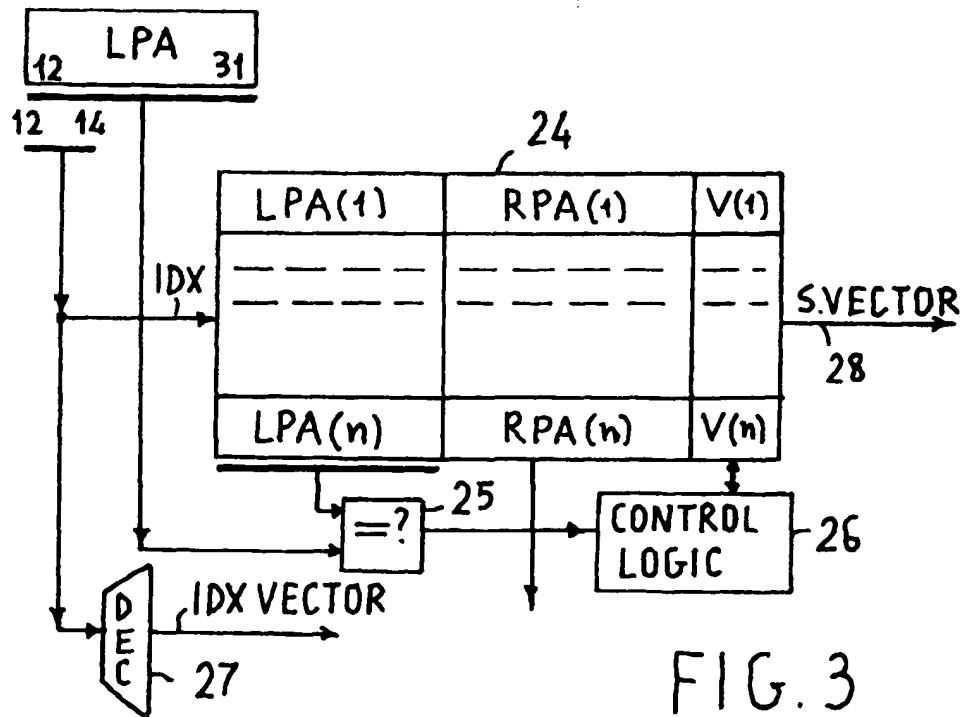 LPA
12 31
12 14
24
LPA(1) RPA(1) V(1)
IDX
S.VECTOR
28
LPA(n) RPA(n) V(n)
25
=?
CONTROL
LOGIC
26
DEC
IDX VECTOR
27
FIG. 3